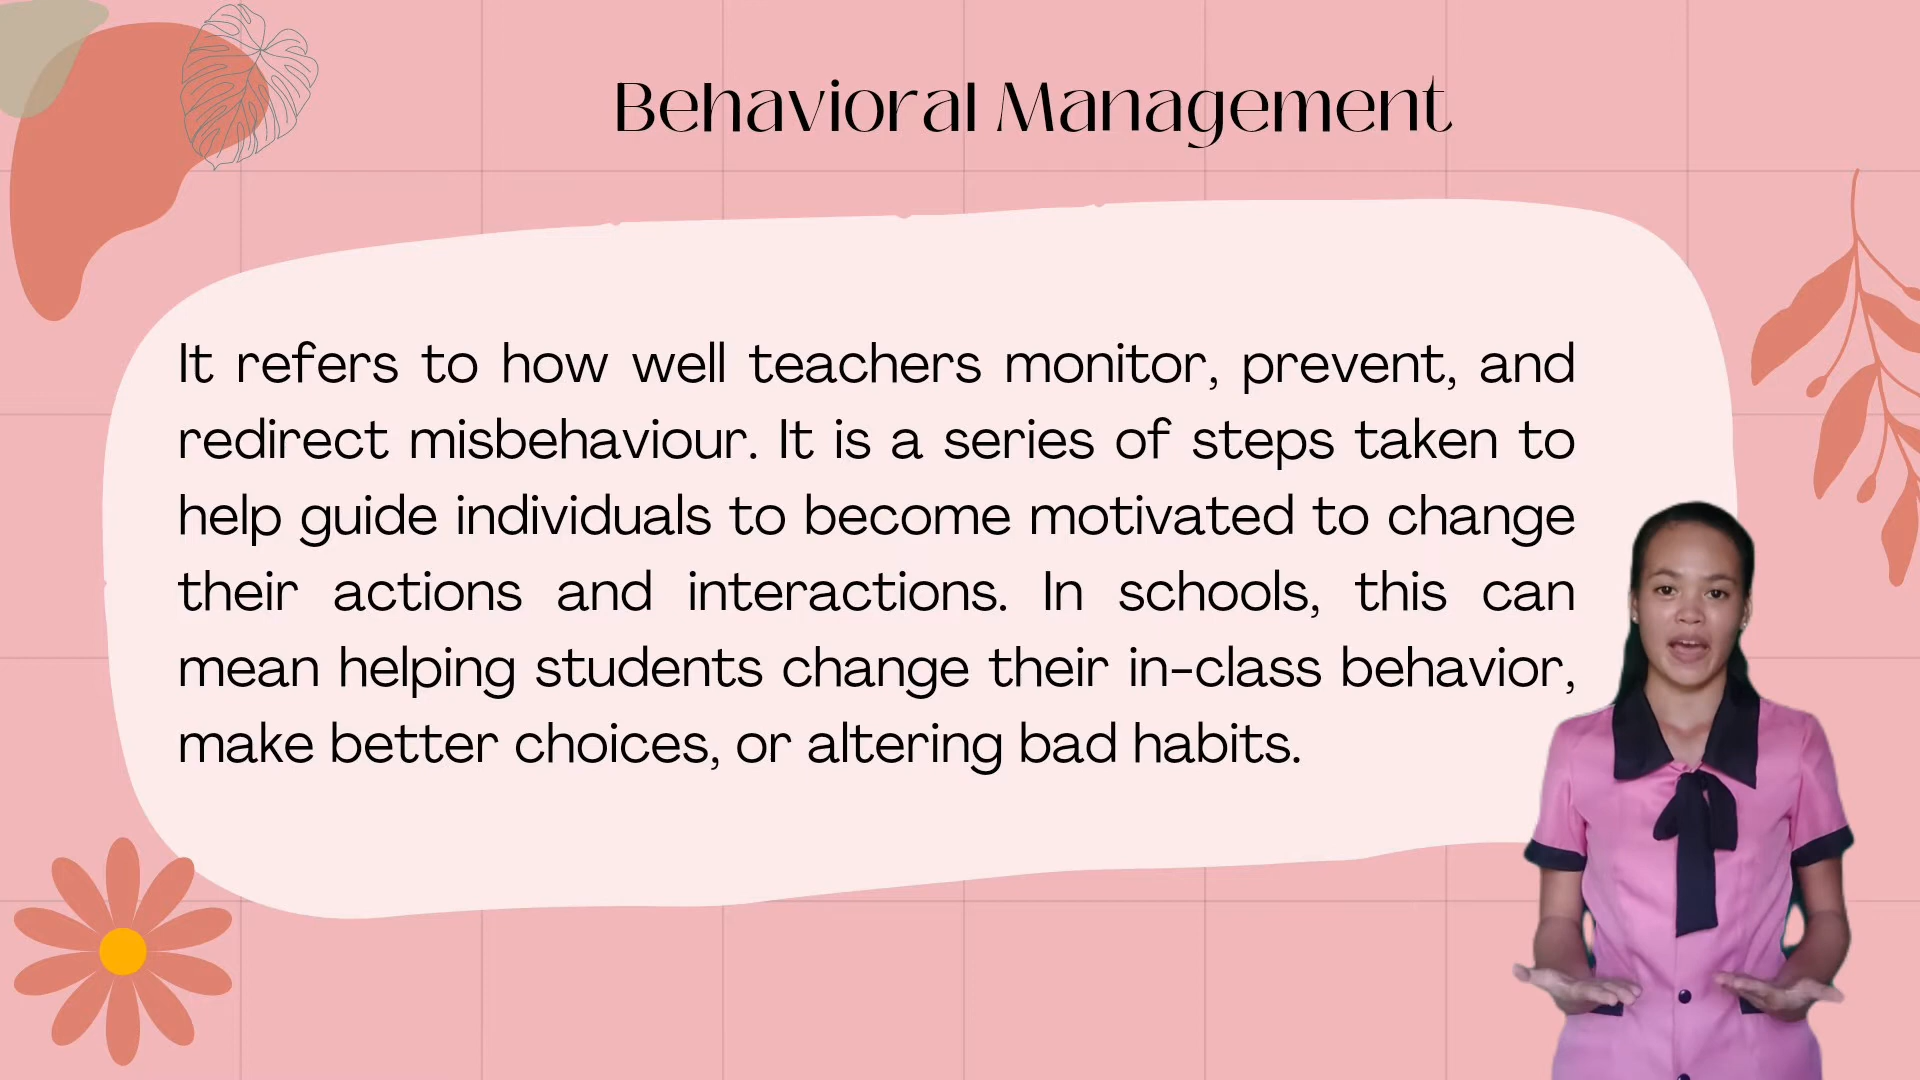 Behavioral Management
It refers to how well teachers monitor, prevent, and
redirect misbehaviour. It is a series of steps taken to
help guide individuals to become motivated to change
their actions and interactions. In schools, this can
mean helping students change their in-class behavior,
make better choices, or altering bad habits.